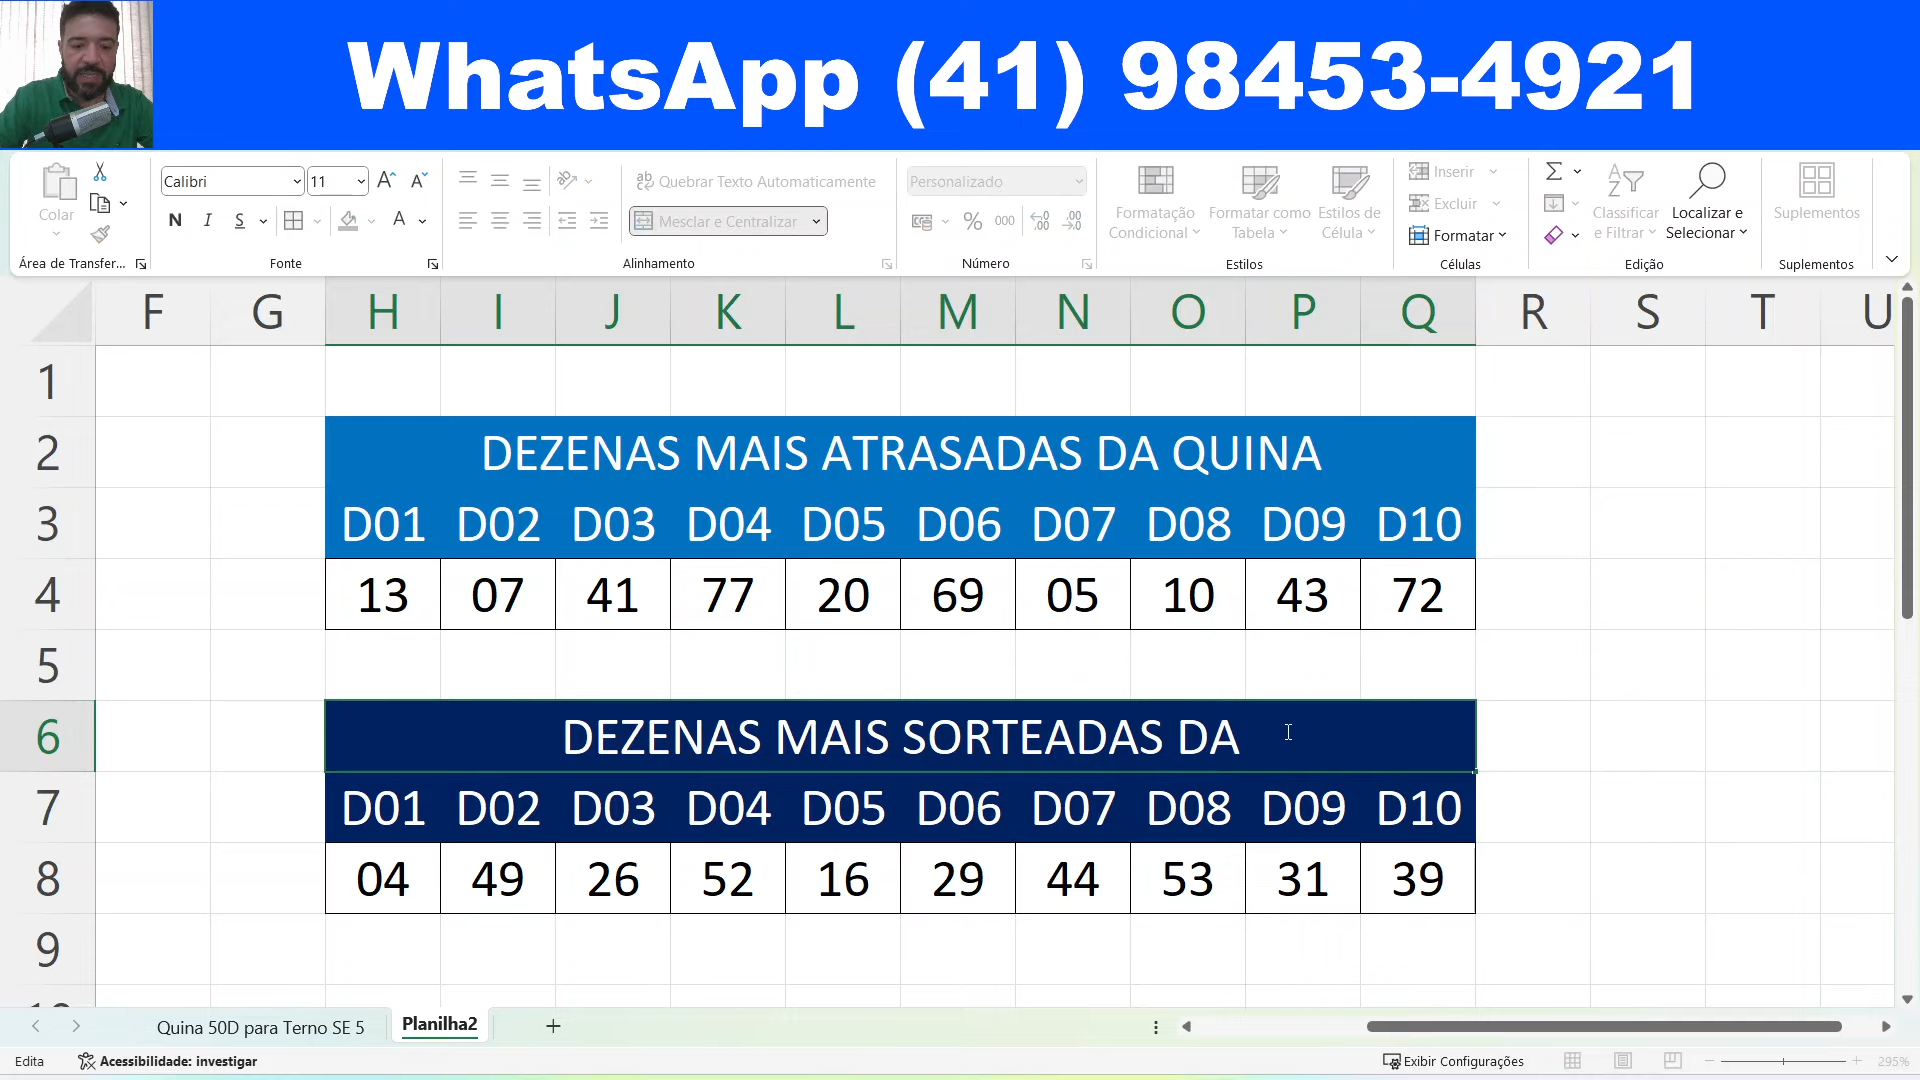 WhatsApp (41) 98453-4921
Colar
Área de Transfer...
Calibri
11
N I S
Fonte
Quebrar Texto Automaticamente
Mesclar e Centralizar
Alinhamento
Personalizado
% 000
Número
Formatação Condicional
Formatar como Tabela
Estilos de Célula
Estilos
Inserir
Excluir
Formatar
Células
Classificar e Filtrar
Localizar e Selecionar
Edição
Suplementos
Suplementos
F G H I J K L M N O P Q R S T U
1
2 DEZENAS MAIS ATRASADAS DA QUINA
3 D01 D02 D03 D04 D05 D06 D07 D08 D09 D10
4 13 07 41 77 20 69 05 10 43 72
5
6 DEZENAS MAIS SORTEADAS DA
7 D01 D02 D03 D04 D05 D06 D07 D08 D09 D10
8 04 49 26 52 16 29 44 53 31 39
9
Quina 50D para Terno SE 5 Planilha2
Edita Acessibilidade: investigar Exibir Configurações 295%